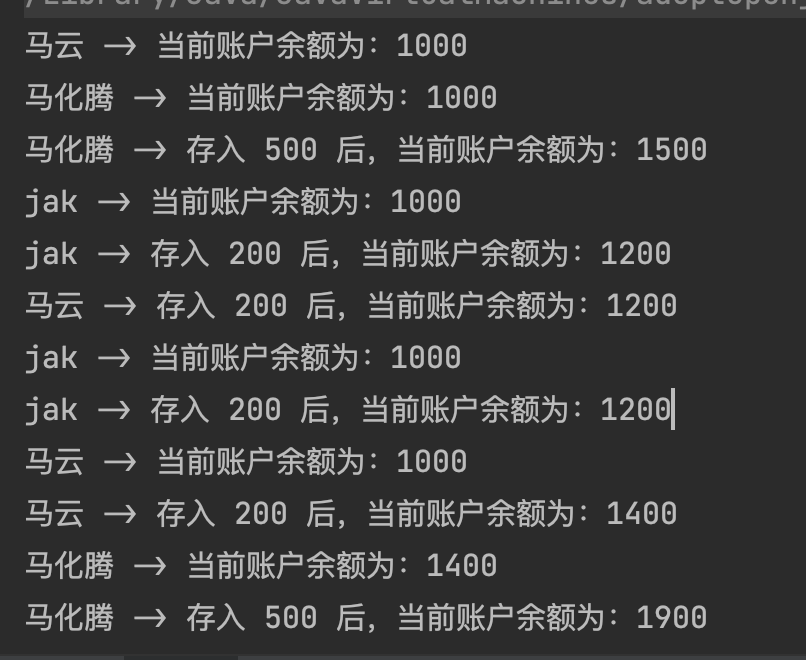 马云 -> 当前账户余额为: 1000
马化腾 -> 当前账户余额为: 1000
马化腾 -> 存入 500 后, 当前账户余额为: 1500
jak -> 当前账户余额为: 1000
jak -> 存入 200 后, 当前账户余额为: 1200
马云 -> 存入 200 后, 当前账户余额为: 1200
jak -> 当前账户余额为: 1000
jak -> 存入 200 后, 当前账户余额为: 1200
马云 -> 当前账户余额为: 1000
马云 -> 存入 200 后, 当前账户余额为: 1400
马化腾 -> 当前账户余额为: 1400
马化腾 -> 存入 500 后, 当前账户余额为: 1900